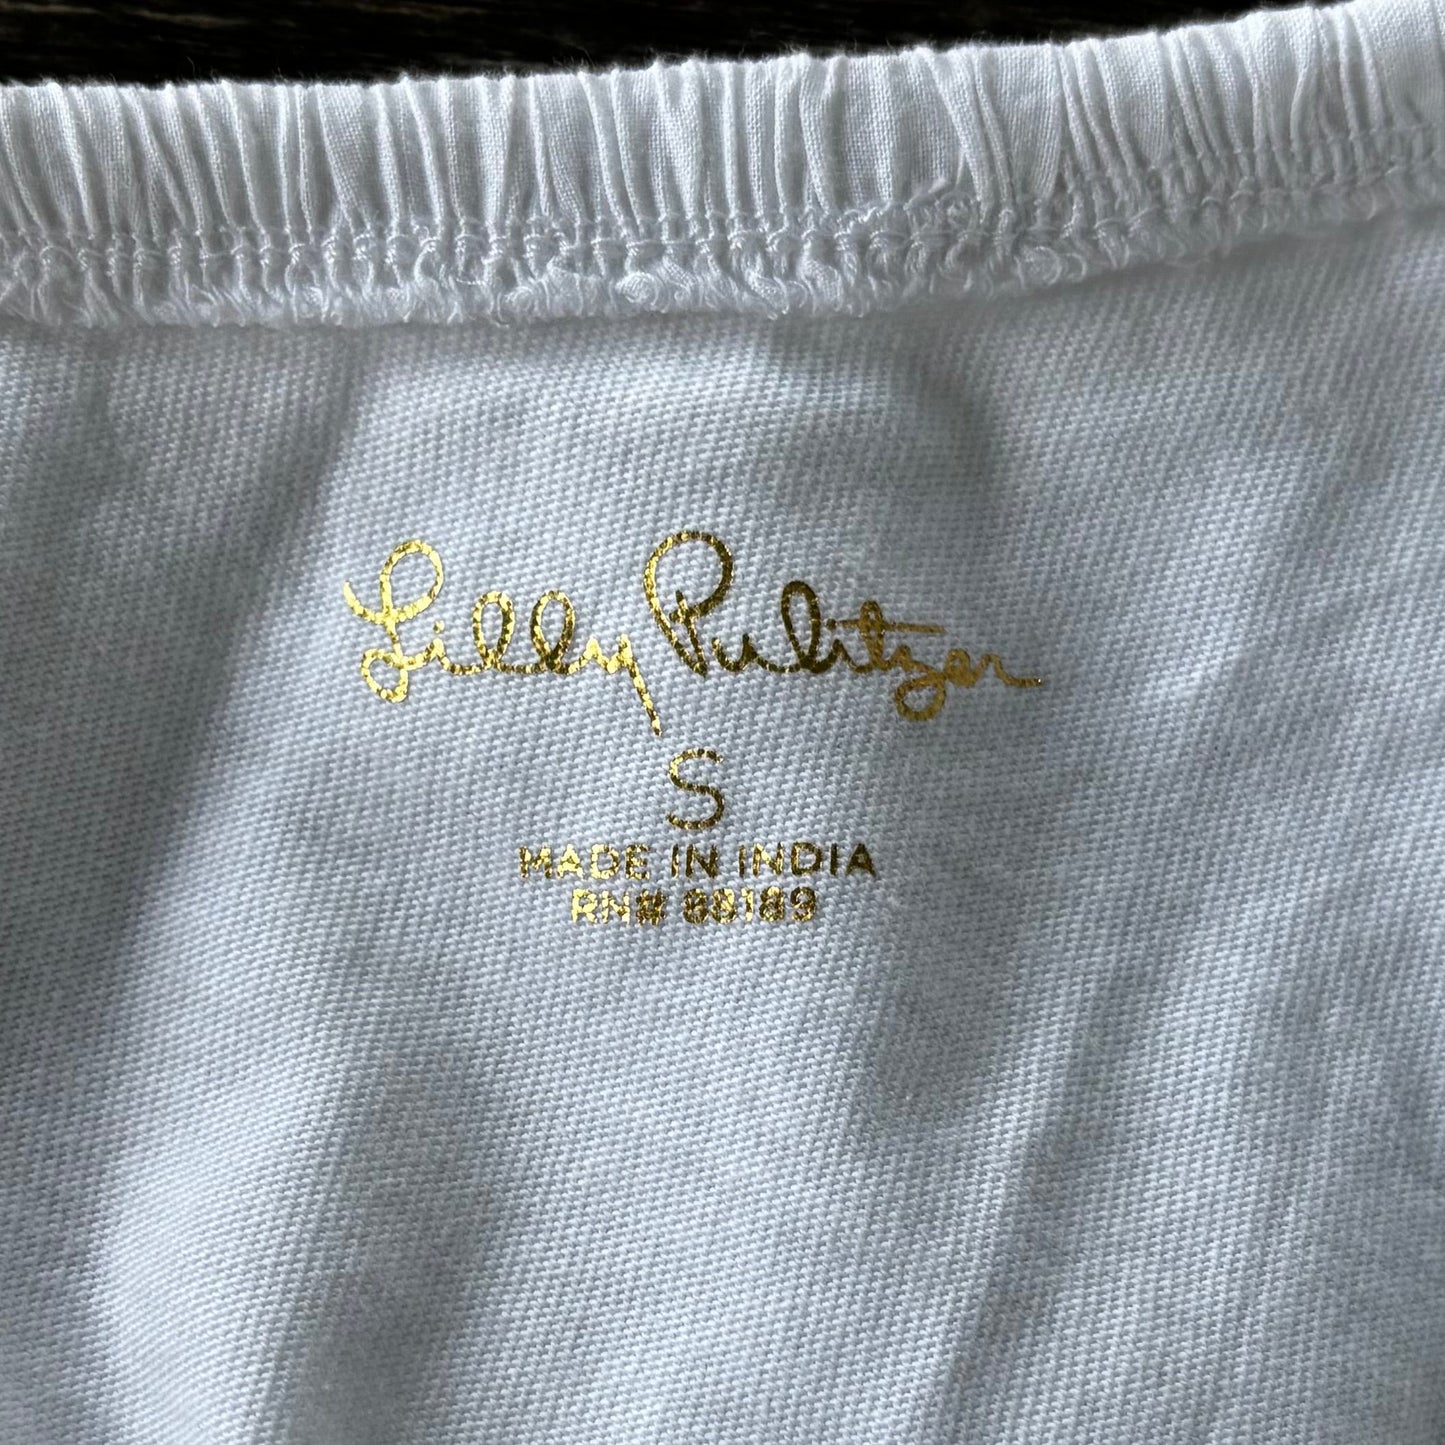 Lilly Pulitzer
S
MADE IN INDIA
RN# 88189